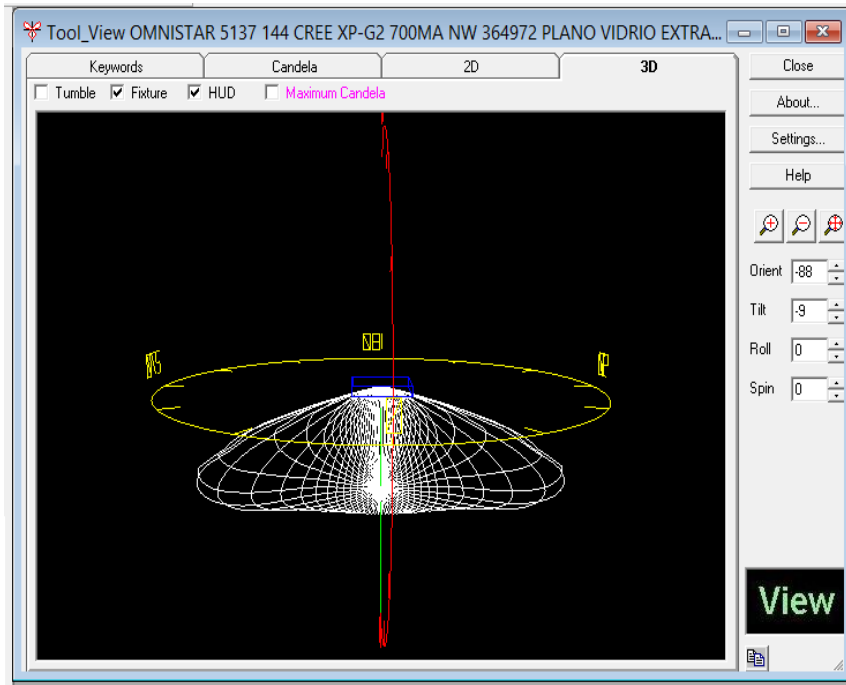 Tool_View OMNISTAR 5137 144 CREE XP-G2 700MA NW 364972 PLANO VIDRIO EXTRA...
Keywords Candela 2D 3D
Close
Tumble Fixture HUD Maximum Candela
About...
Settings...
Help
Orient -88
Tilt -9
Roll 0
Spin 0
View